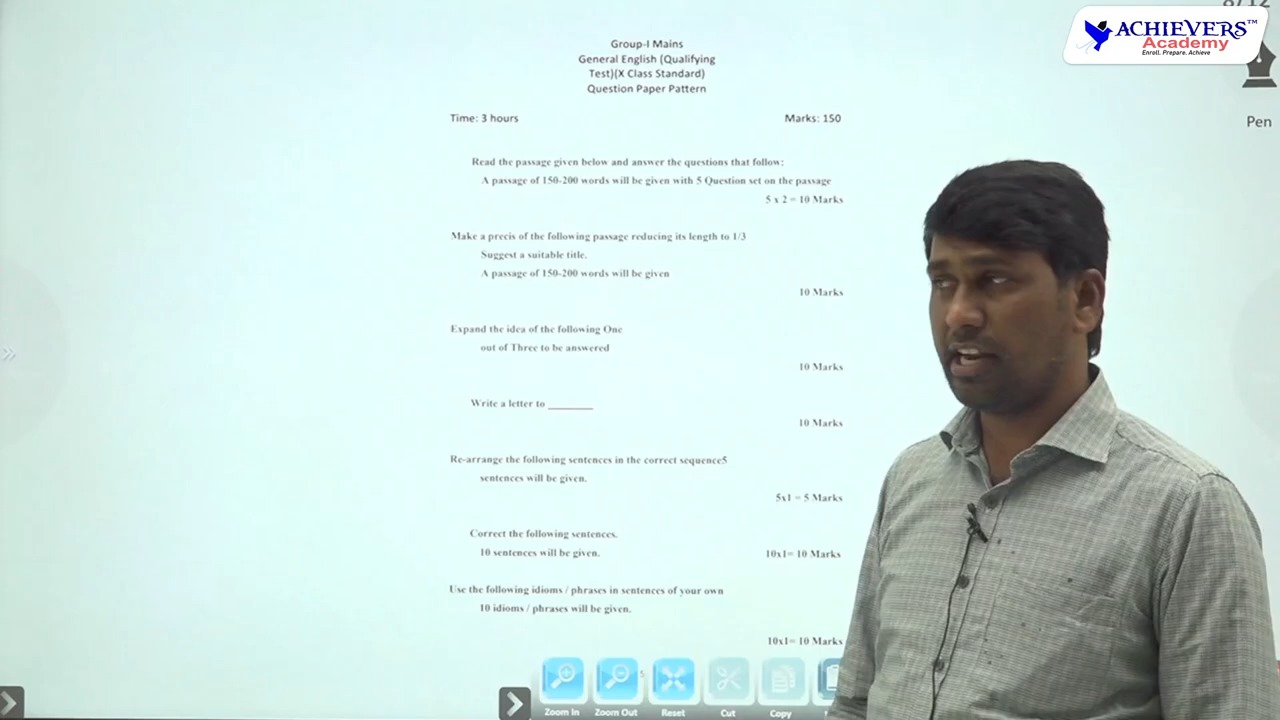 8/12
ACHIEVERS™
Academy
Enroll. Prepare. Achieve
Pen
Group-I Mains
General English (Qualifying
Test)(X Class Standard)
Question Paper Pattern
Time: 3 hours Marks: 150
Read the passage given below and answer the questions that follow:
A passage of 150-200 words will be given with 5 Question set on the passage
5 x 2 = 10 Marks
Make a precis of the following passage reducing its length to 1/3
Suggest a suitable title.
A passage of 150-200 words will be given
10 Marks
Expand the idea of the following One
out of Three to be answered
10 Marks
Write a letter to ________
10 Marks
Re-arrange the following sentences in the correct sequence5
sentences will be given.
5x1 = 5 Marks
Correct the following sentences.
10 sentences will be given. 10x1= 10 Marks
Use the following idioms / phrases in sentences of your own
10 idioms / phrases will be given.
10x1= 10 Marks
Zoom In Zoom Out Reset Cut Copy